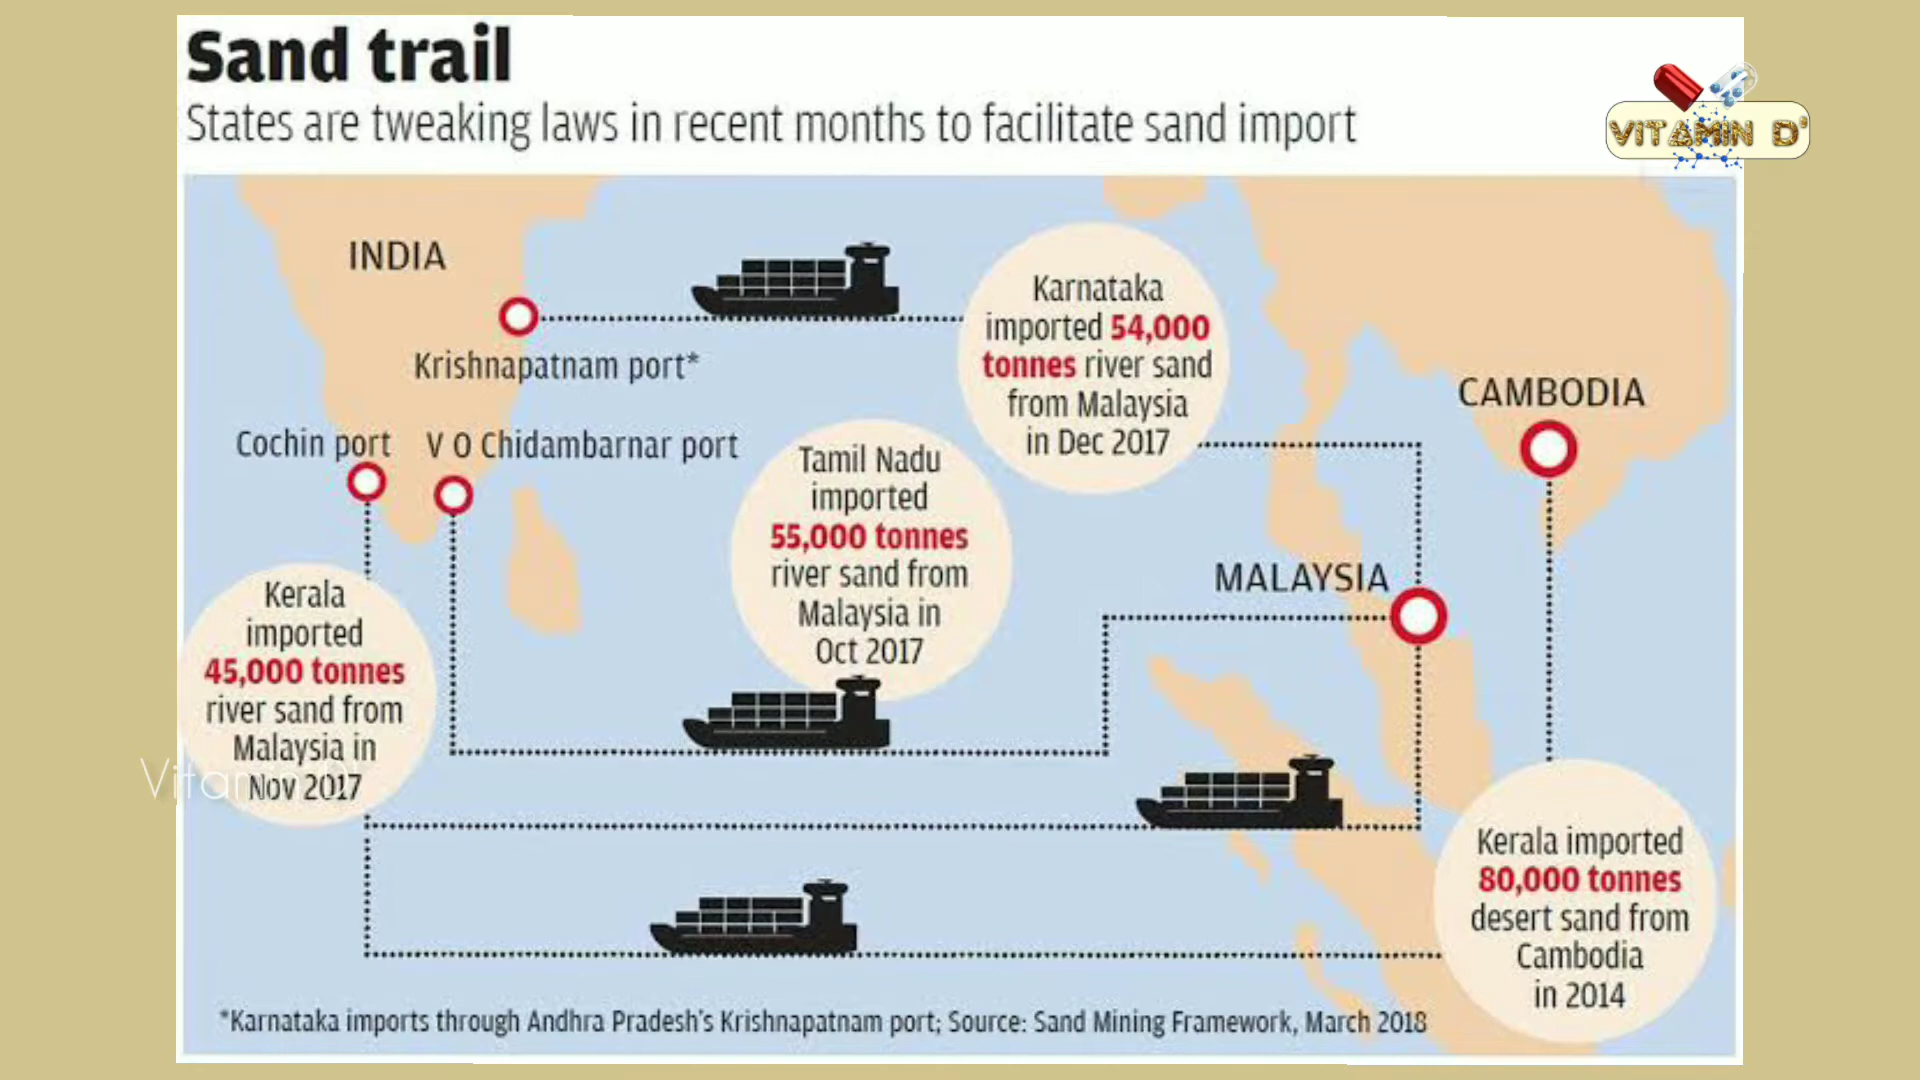 Sand trail
States are tweaking laws in recent months to facilitate sand import
VITAMIN D'
INDIA
Krishnapatnam port*
Karnataka
imported 54,000
tonnes river sand
from Malaysia
in Dec 2017
CAMBODIA
Cochin port
V O Chidambarnar port
Tamil Nadu
imported
55,000 tonnes
river sand from
Malaysia in
Oct 2017
MALAYSIA
Kerala
imported
45,000 tonnes
river sand from
Malaysia in
Nov 2017
Vitamin D'
Kerala imported
80,000 tonnes
desert sand from
Cambodia
in 2014
*Karnataka imports through Andhra Pradesh's Krishnapatnam port; Source: Sand Mining Framework, March 2018